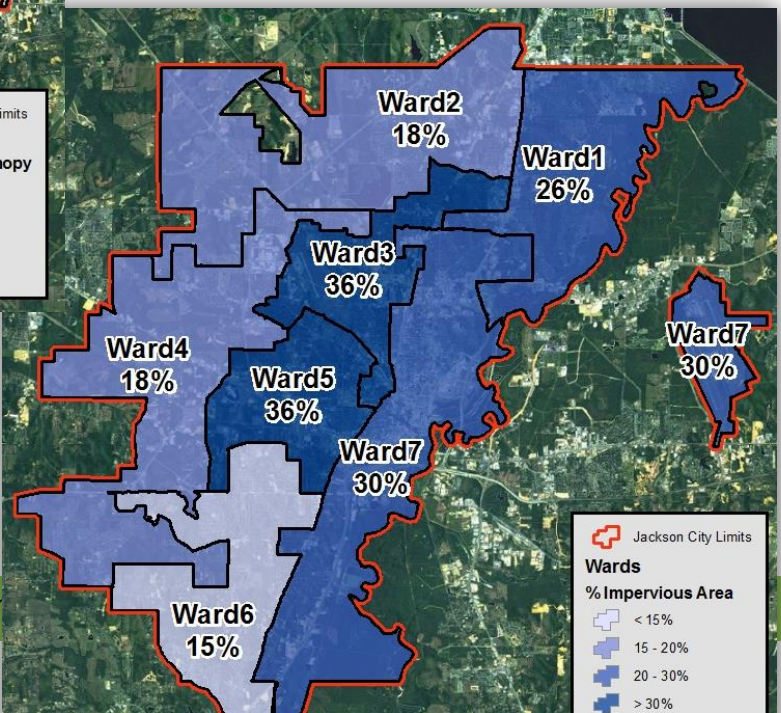 imits
nopy
Ward2
18%
Ward1
26%
Ward3
36%
Ward7
30%
Ward4
18%
Ward5
36%
Ward7
30%
Ward6
15%
Jackson City Limits
Wards
% Impervious Area
< 15%
15 - 20%
20 - 30%
> 30%